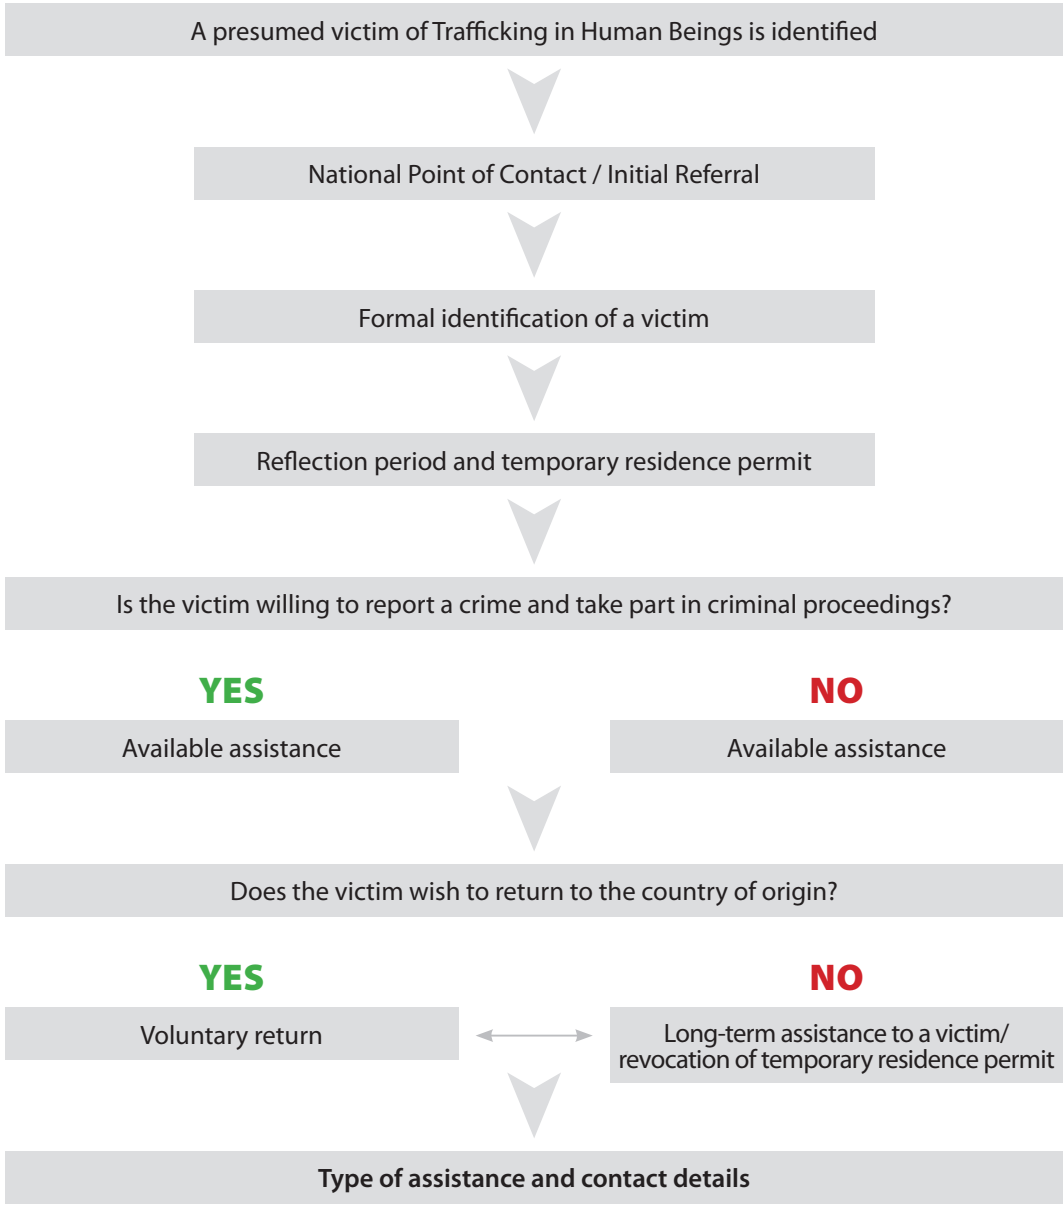 A presumed victim of Trafficking in Human Beings is identified
National Point of Contact / Initial Referral
Formal identification of a victim
Reflection period and temporary residence permit
Is the victim willing to report a crime and take part in criminal proceedings?
YES
NO
Available assistance
Available assistance
Does the victim wish to return to the country of origin?
YES
NO
Voluntary return
Long-term assistance to a victim/
revocation of temporary residence permit
Type of assistance and contact details